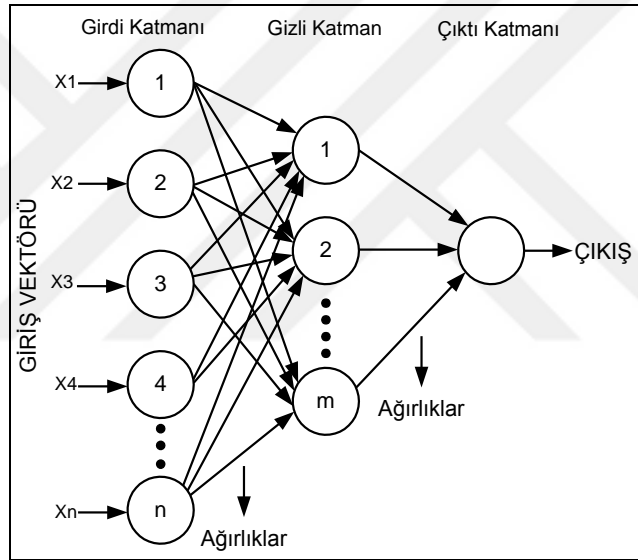 Girdi Katmanı Gizli Katman Çıktı Katmanı
GİRİŞ VEKTÖRÜ
X1 1
X2 2
X3 3
X4 4
Xn n
1
2
m
ÇIKIŞ
Ağırlıklar
Ağırlıklar